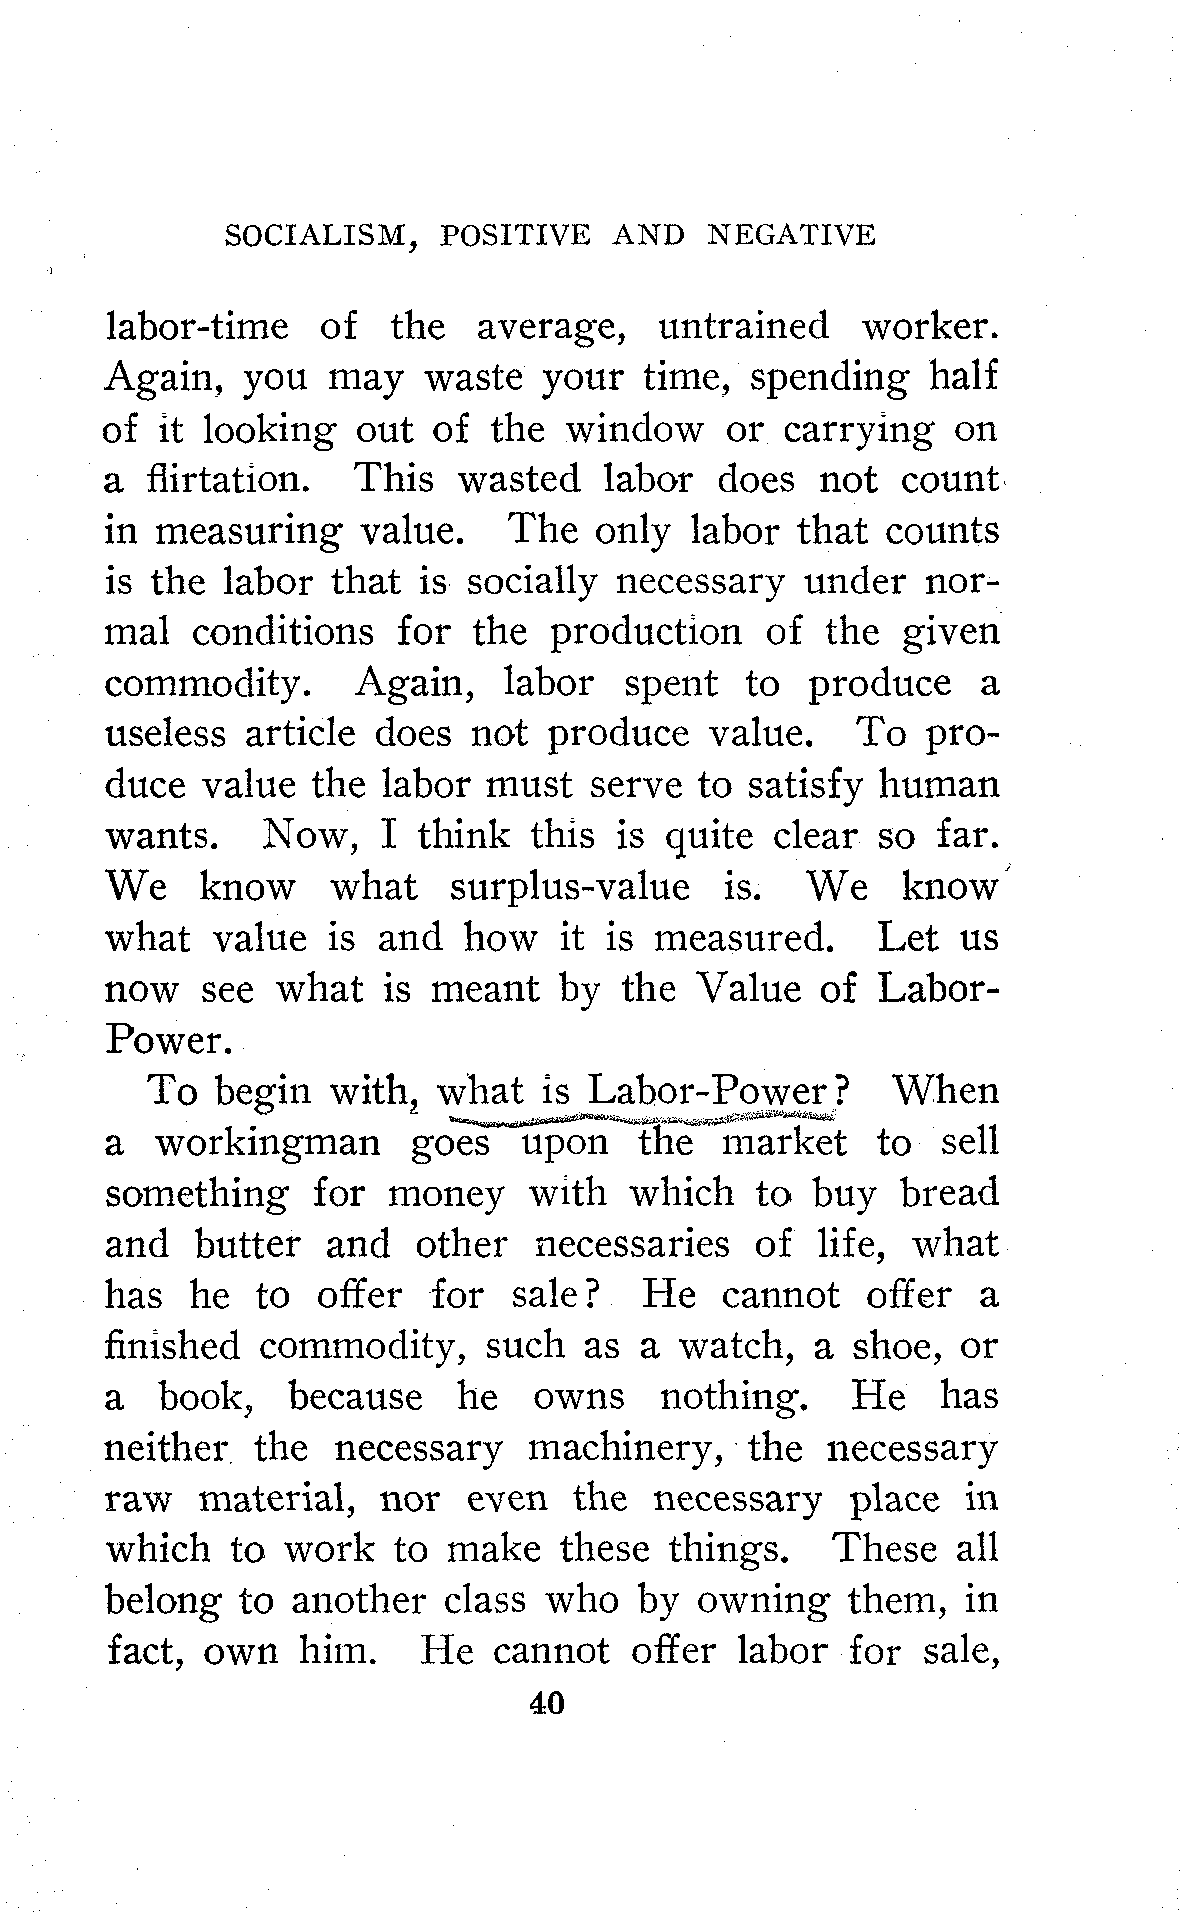 SOCIALISM, POSITIVE AND NEGATIVE
labor-time of the average, untrained worker.
Again, you may waste your time, spending half
of it looking out of the window or carrying on
a flirtation. This wasted labor does not count
in measuring value. The only labor that counts
is the labor that is socially necessary under nor-
mal conditions for the production of the given
commodity. Again, labor spent to produce a
useless article does not produce value. To pro-
duce value the labor must serve to satisfy human
wants. Now, I think this is quite clear so far.
We know what surplus-value is. We know
what value is and how it is measured. Let us
now see what is meant by the Value of Labor-
Power.
To begin with, what is Labor-Power? When
a workingman goes upon the market to sell
something for money with which to buy bread
and butter and other necessaries of life, what
has he to offer for sale? He cannot offer a
finished commodity, such as a watch, a shoe, or
a book, because he owns nothing. He has
neither the necessary machinery, the necessary
raw material, nor even the necessary place in
which to work to make these things. These all
belong to another class who by owning them, in
fact, own him. He cannot offer labor for sale,
40